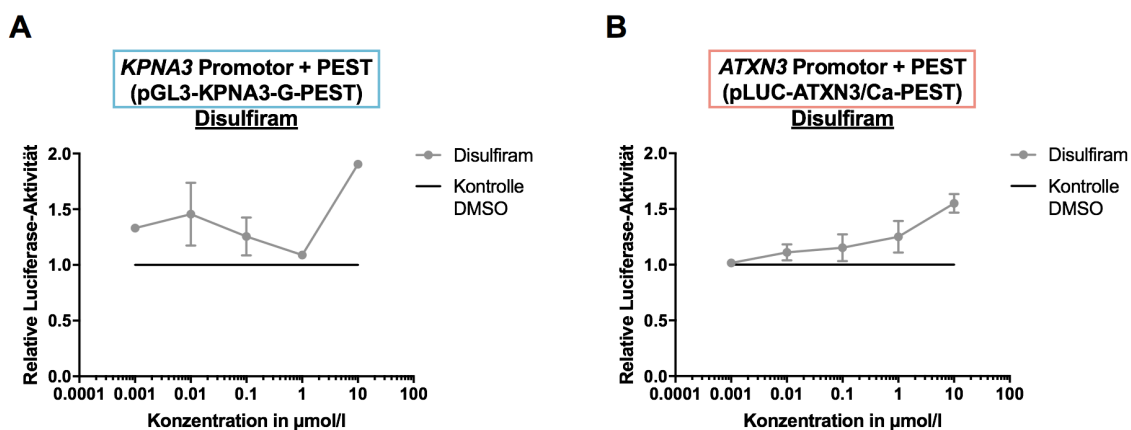 A
KPNA3 Promotor + PEST
(pGL3-KPNA3-G-PEST)
Disulfiram
Relative Luciferase-Aktivität
2.0
1.5
1.0
0.5
0.0
0.0001 0.001 0.01 0.1 1 10 100
Konzentration in µmol/l
Disulfiram
Kontrolle
DMSO
B
ATXN3 Promotor + PEST
(pLUC-ATXN3/Ca-PEST)
Disulfiram
Relative Luciferase-Aktivität
2.0
1.5
1.0
0.5
0.0
0.0001 0.001 0.01 0.1 1 10 100
Konzentration in µmol/l
Disulfiram
Kontrolle
DMSO